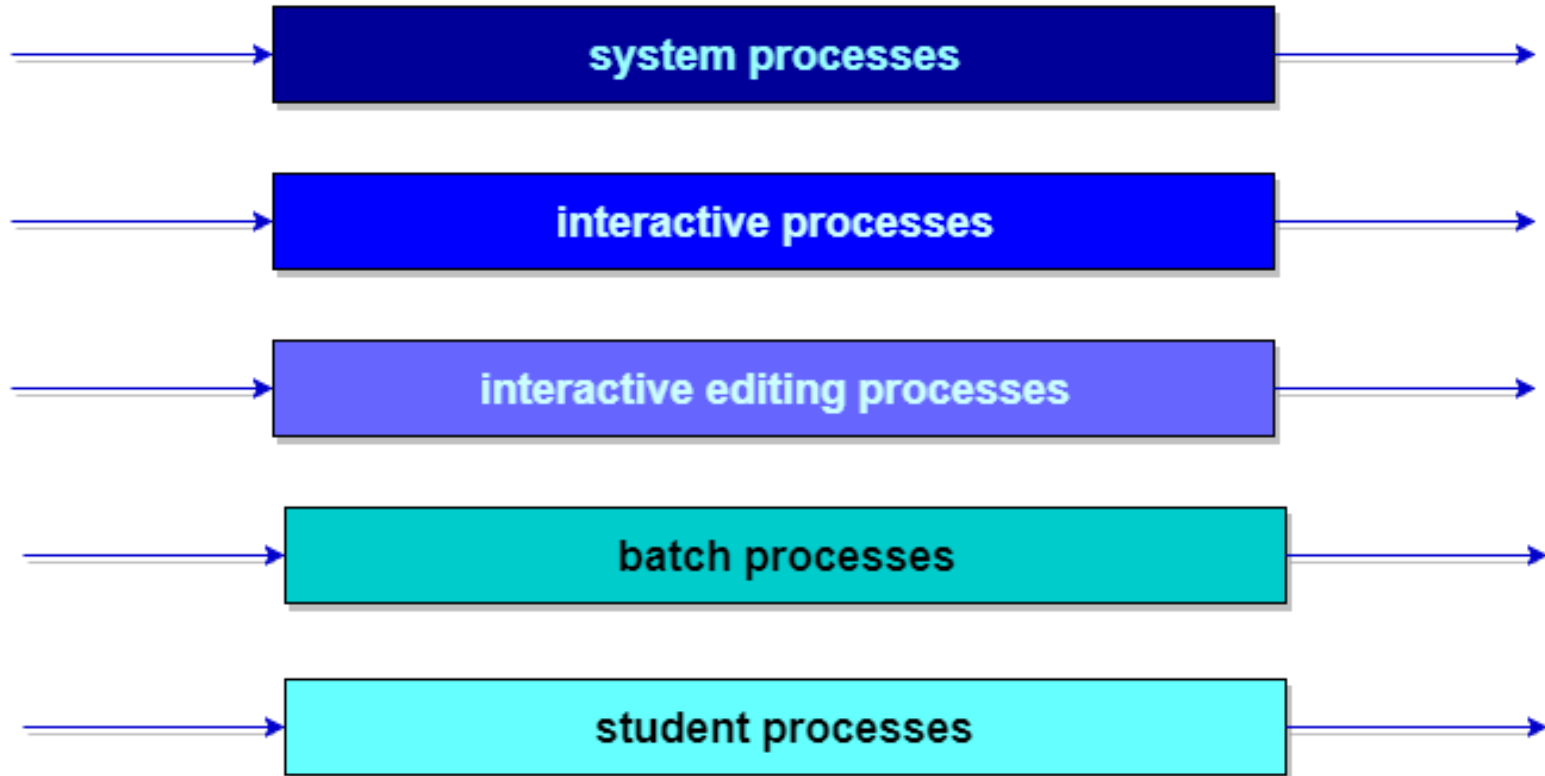 system processes
interactive processes
interactive editing processes
batch processes
student processes